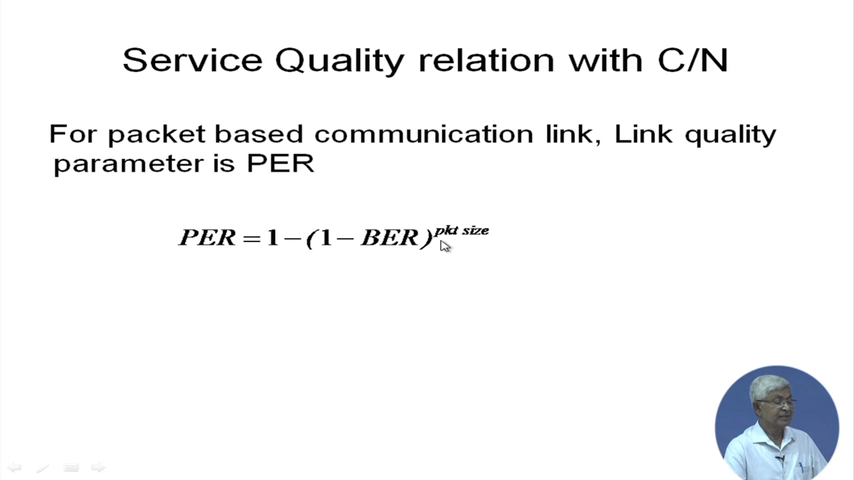 Service Quality relation with C/N
For packet based communication link, Link quality
parameter is PER
PER = 1 – (1 – BER)^pkt size